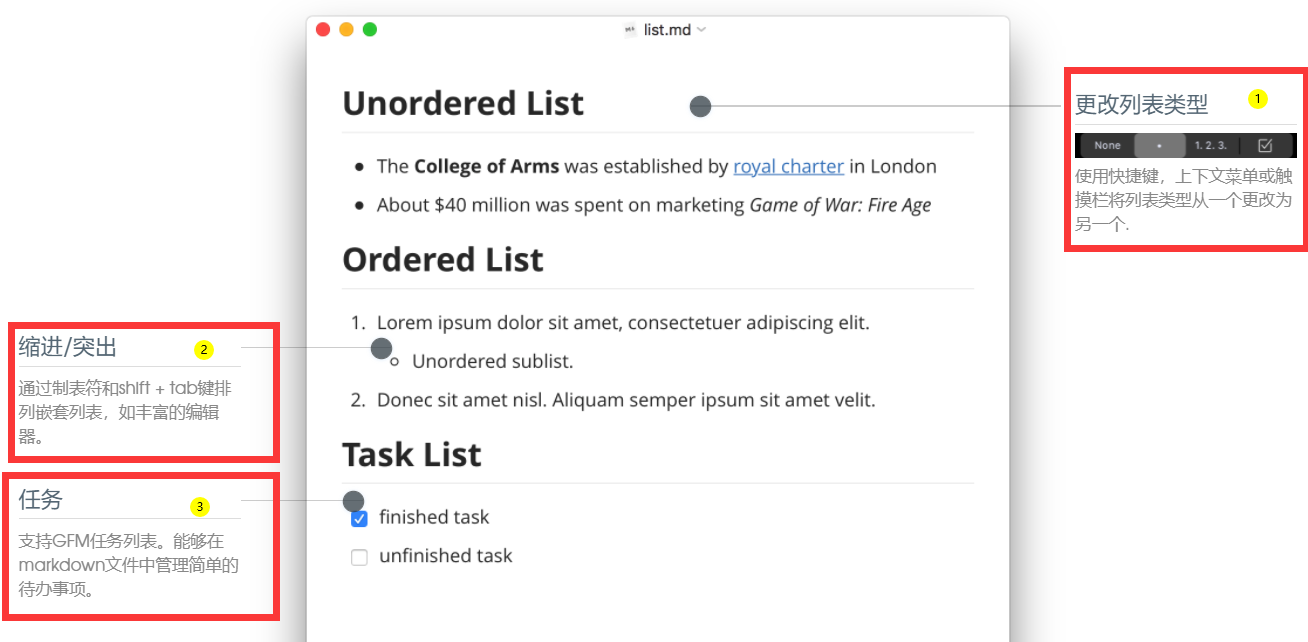 list.md
Unordered List
• The College of Arms was established by royal charter in London
• About $40 million was spent on marketing Game of War: Fire Age
Ordered List
1. Lorem ipsum dolor sit amet, consectetuer adipiscing elit.
Unordered sublist.
2. Donec sit amet nisl. Aliquam semper ipsum sit amet velit.
Task List
finished task
unfinished task
更改列表类型 1
None • 1. 2. 3.
使用快捷键，上下文菜单或触
摸栏将列表类型从一个更改为
另一个.
缩进/突出 2
通过制表符和shift + tab键排
列嵌套列表，如丰富的编辑
器。
任务 3
支持GFM任务列表。能够在
markdown文件中管理简单的
待办事项。